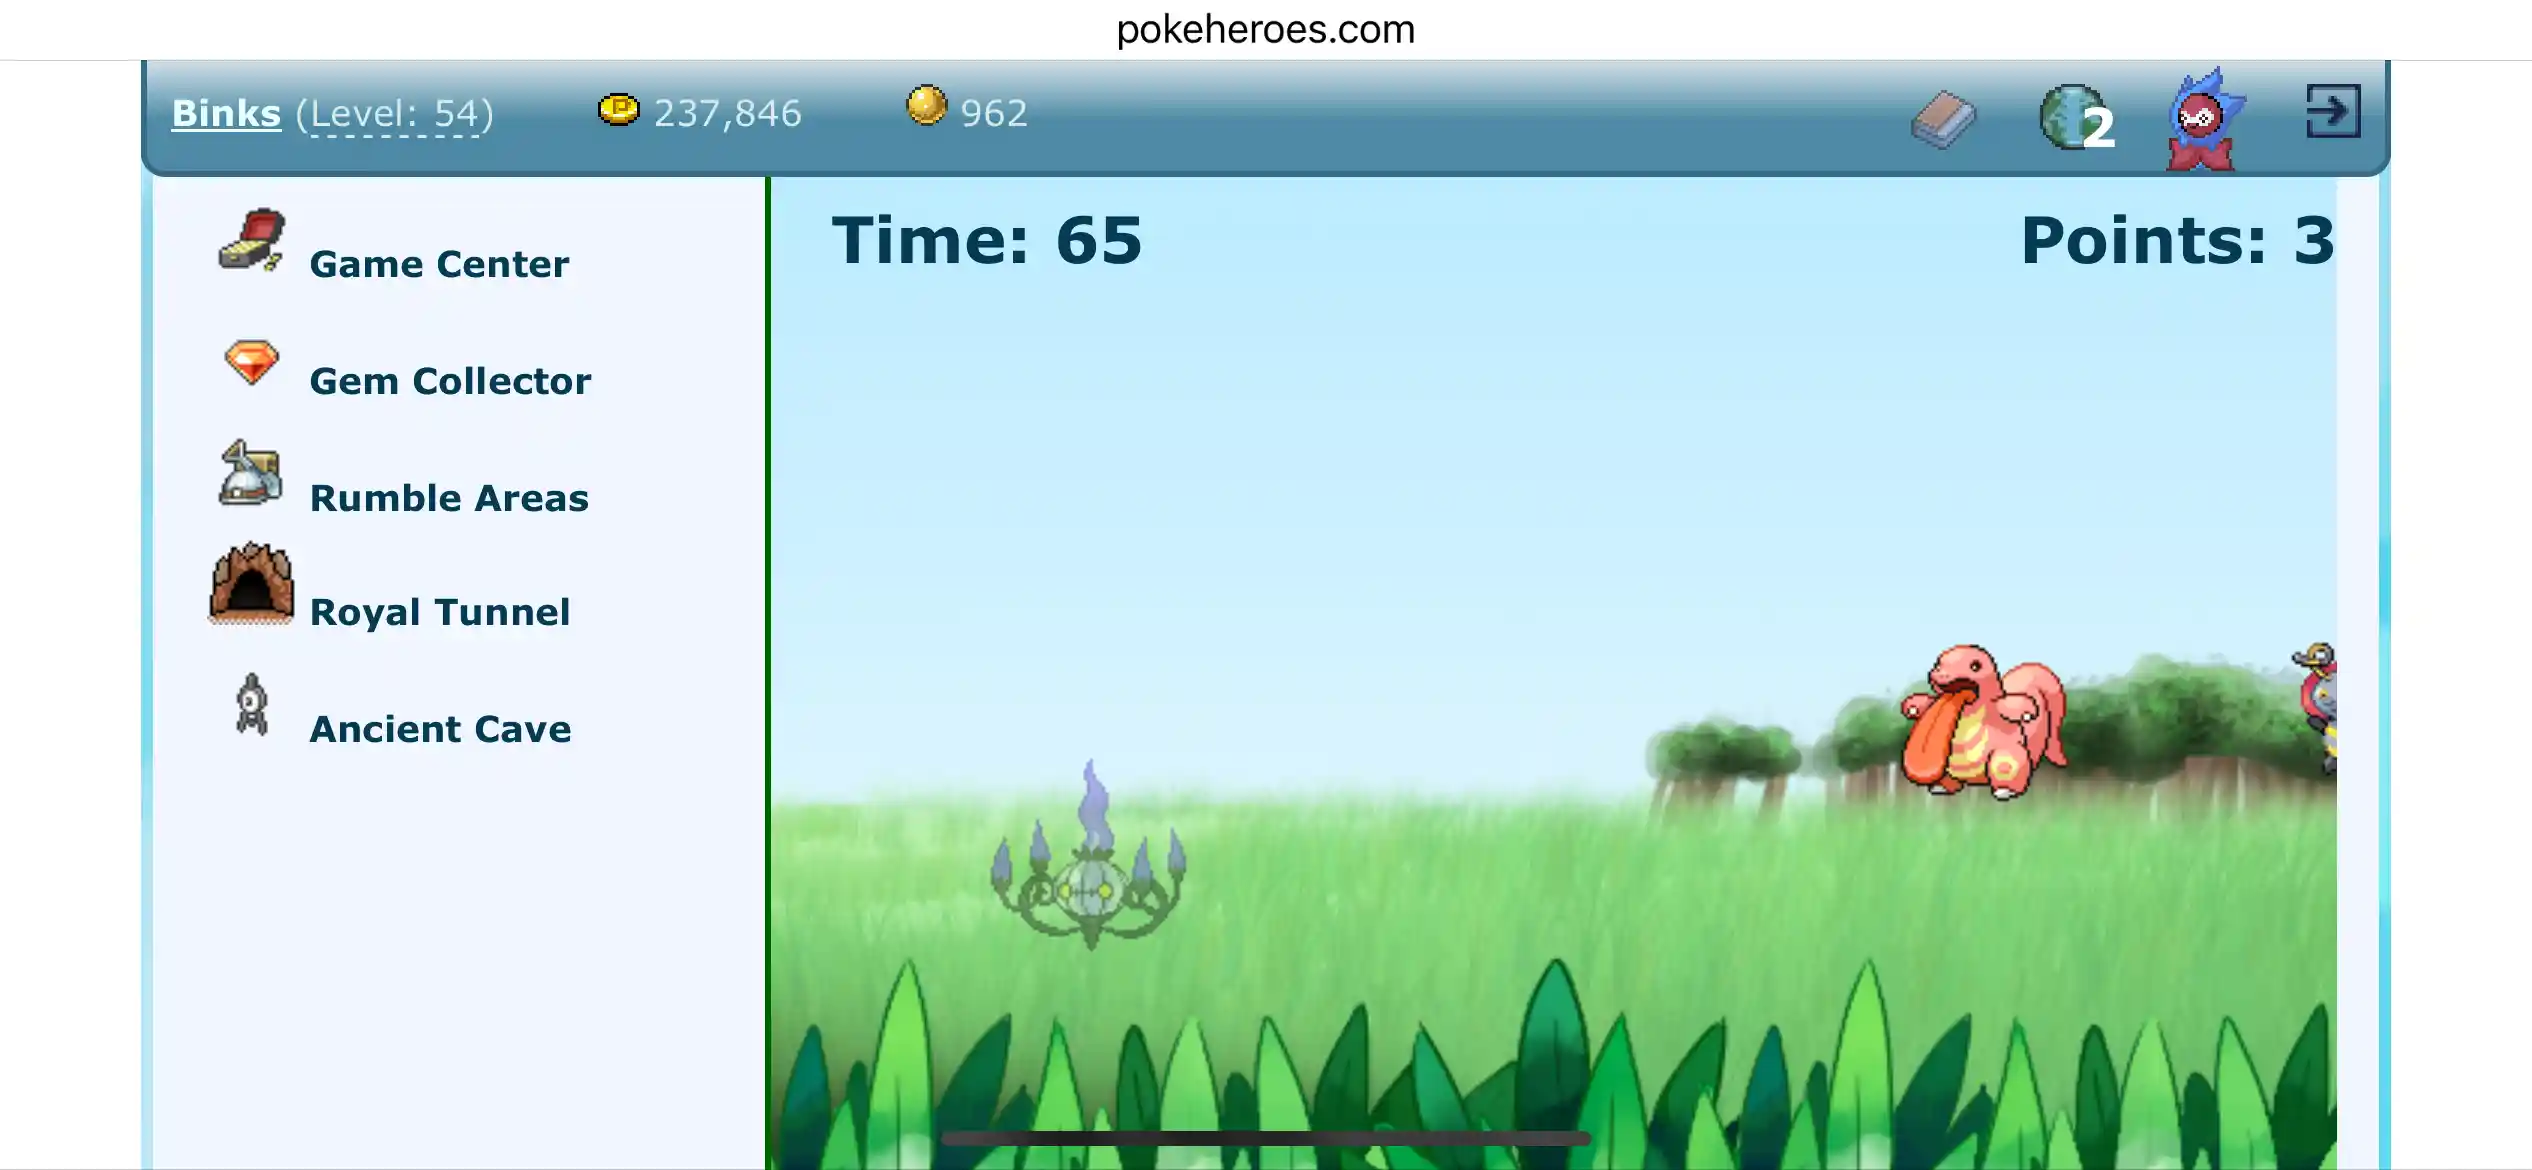 pokeheroes.com
Binks (Level: 54) 237,846 962 2
Time: 65 Points: 3
Game Center
Gem Collector
Rumble Areas
Royal Tunnel
Ancient Cave